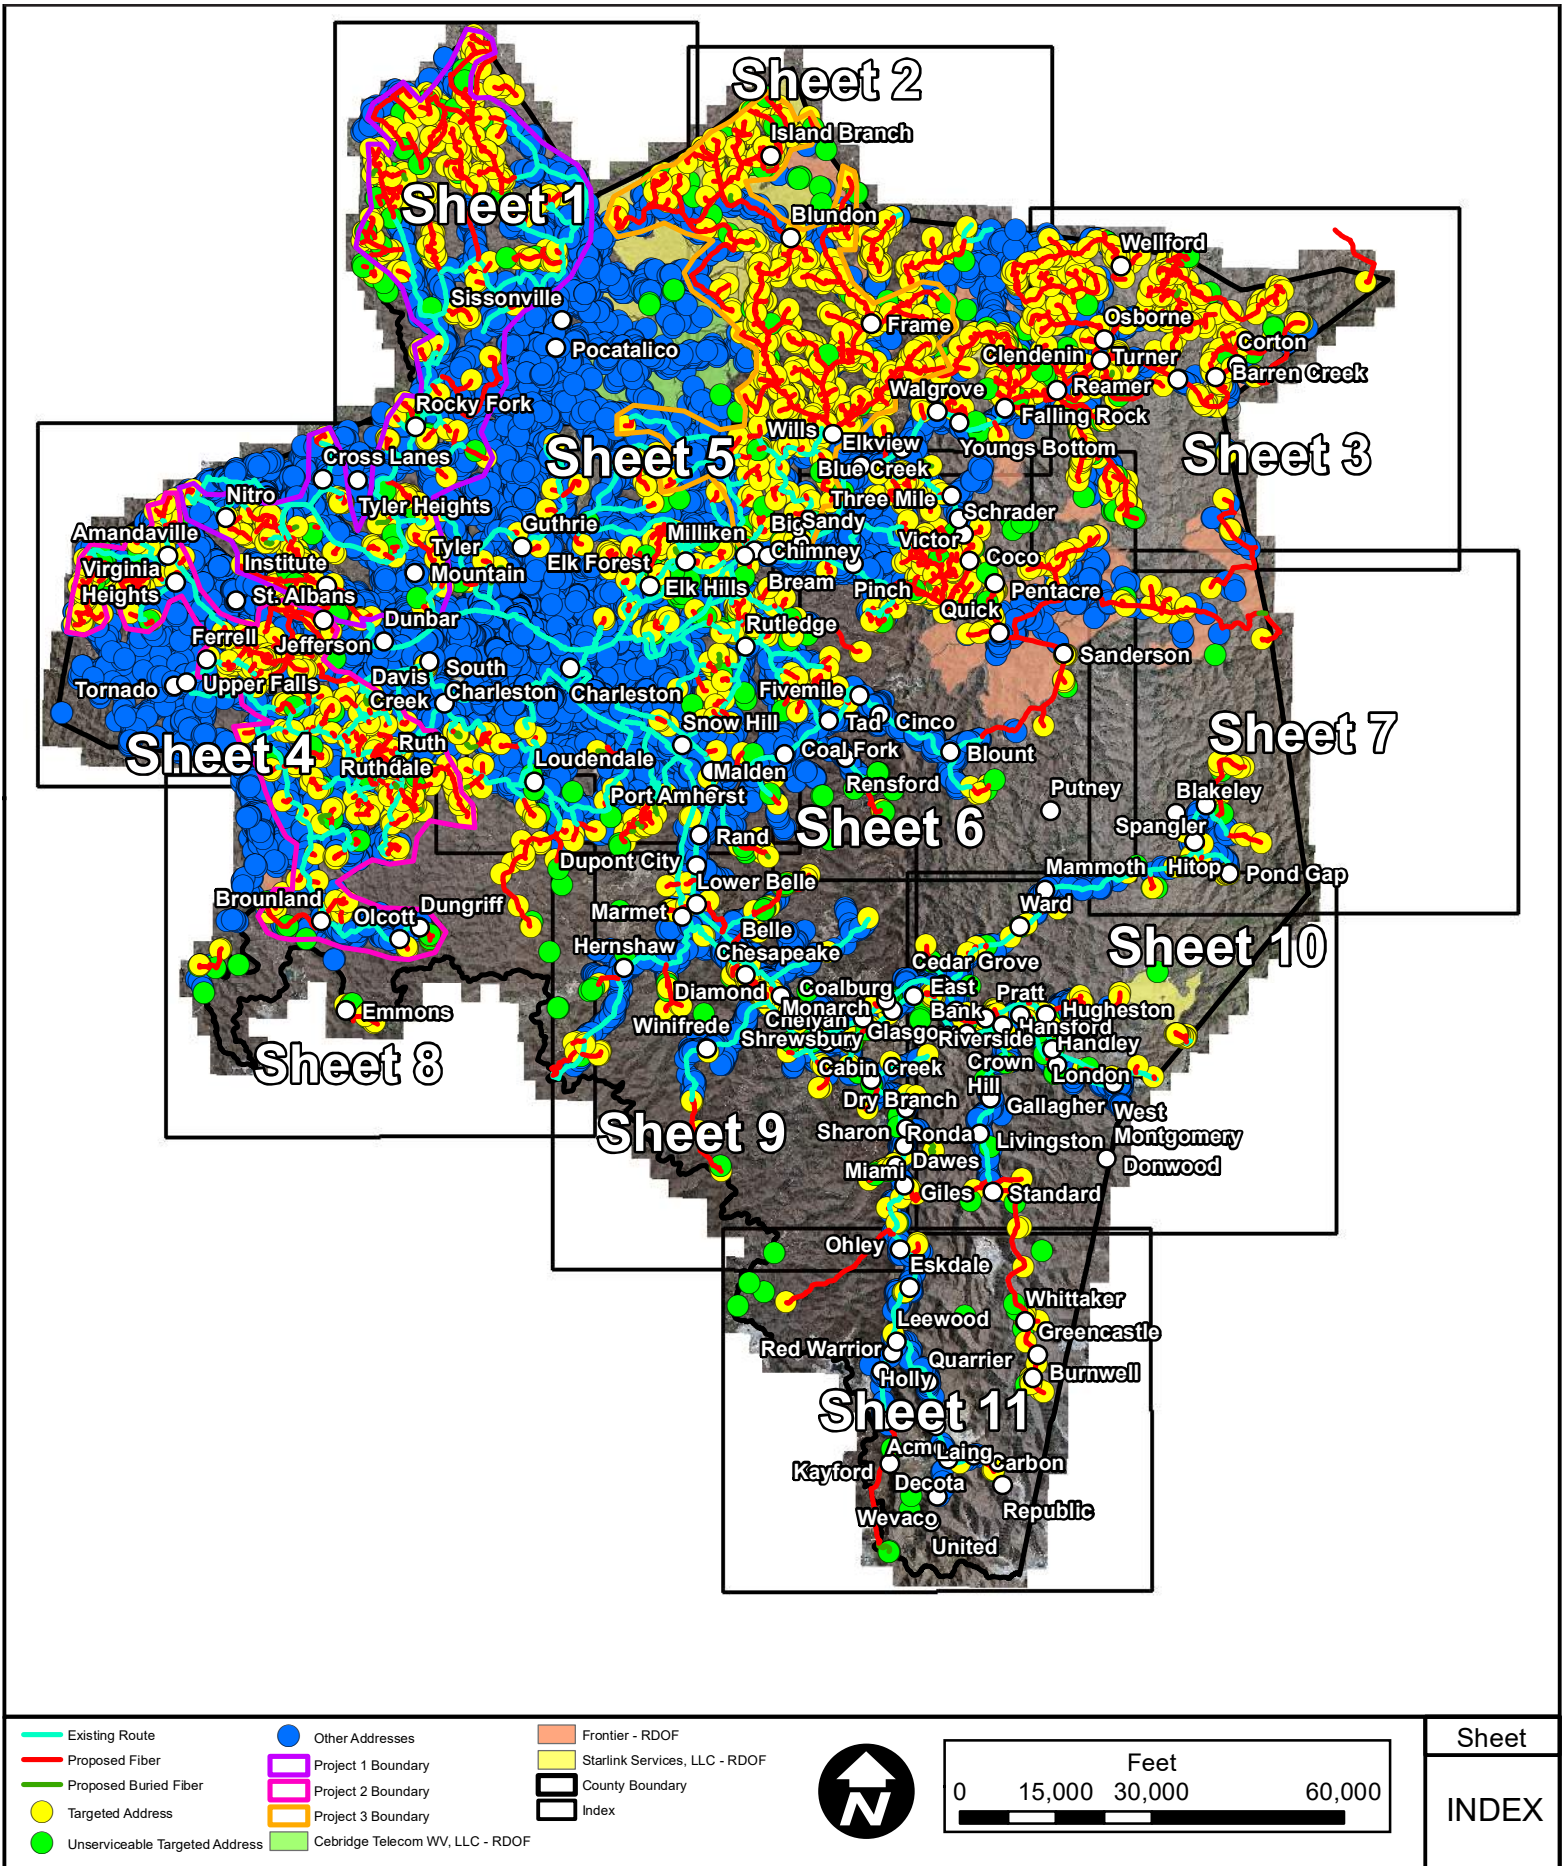 Sheet 2
Island Branch
Sheet 1
Blundon
Wellford
Sissonville
Frame
Osborne
Pocatalico
Clendenin
Turner
Corton
Barren Creek
Walgrove
Reamer
Rocky Fork
Falling Rock
Wills
Elkview
Youngs Bottom
Sheet 3
Cross Lanes
Sheet 5
Blue Creek
Nitro
Tyler Heights
Three Mile
Schrader
Amandaville
Guthrie
Milliken
Big
Sandy
Victor
Virginia
Heights
Institute
Tyler
Mountain
Elk Forest
Chimney
Coco
St. Albans
Elk Hills
Bream
Pinch
Pentacre
Quick
Ferrell
Jefferson
Dunbar
Rutledge
Sanderson
Tornado
Upper Falls
Davis
Creek
South
Charleston
Charleston
Fivemile
Snow Hill
Tad
Cinco
Sheet 7
Sheet 4
Ruth
Ruthdale
Loudendale
Malden
Coal Fork
Blount
Port Amherst
Rensford
Putney
Blakeley
Rand
Sheet 6
Spangler
Dupont City
Mammoth
Hitop
Pond Gap
Lower Belle
Brounland
Olcott
Dungriff
Marmet
Belle
Ward
Hernshaw
Chesapeake
Cedar Grove
Sheet 10
Diamond
Coalburg
East
Bank
Pratt
Hugheston
Emmons
Winifrede
Monarch
Chelyan
Glasgo
Hansford
Shrewsbury
Riverside
Handley
Sheet 8
Cabin Creek
Crown
Hill
London
Dry Branch
Gallagher
West
Montgomery
Sheet 9
Sharon
Ronda
Livingston
Donwood
Miami
Dawes
Giles
Standard
Ohley
Eskdale
Whittaker
Leewood
Greencastle
Red Warrior
Quarrier
Burnwell
Holly
Sheet 11
Acm
Laing
Carbon
Kayford
Decota
Republic
Wevaco
United
Existing Route
Proposed Fiber
Proposed Buried Fiber
Targeted Address
Unserviceable Targeted Address
Other Addresses
Project 1 Boundary
Project 2 Boundary
Project 3 Boundary
Cebridge Telecom WV, LLC - RDOF
Frontier - RDOF
Starlink Services, LLC - RDOF
County Boundary
Index
N
Feet
0 15,000 30,000 60,000
Sheet
INDEX